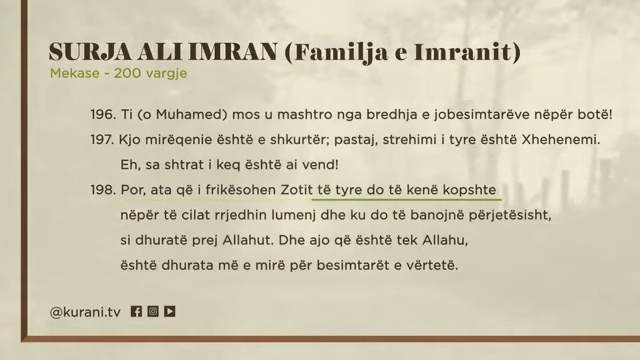 SURJA ALI IMRAN (Familja e Imranit)
Mekase - 200 vargje
196. Ti (o Muhamed) mos u mashtro nga bredhja e jobesimtarëve nëpër botë!
197. Kjo mirëqenie është e shkurtër; pastaj, strehimi i tyre është Xhehenemi.
Eh, sa shtrat i keq është ai vend!
198. Por, ata që i frikësohen Zotit të tyre do të kenë kopshte
nëpër të cilat rrjedhin lumenj dhe ku do të banojnë përjetësisht,
si dhuratë prej Allahut. Dhe ajo që është tek Allahu,
është dhurata më e mirë për besimtarët e vërtetë.
@kurani.tv